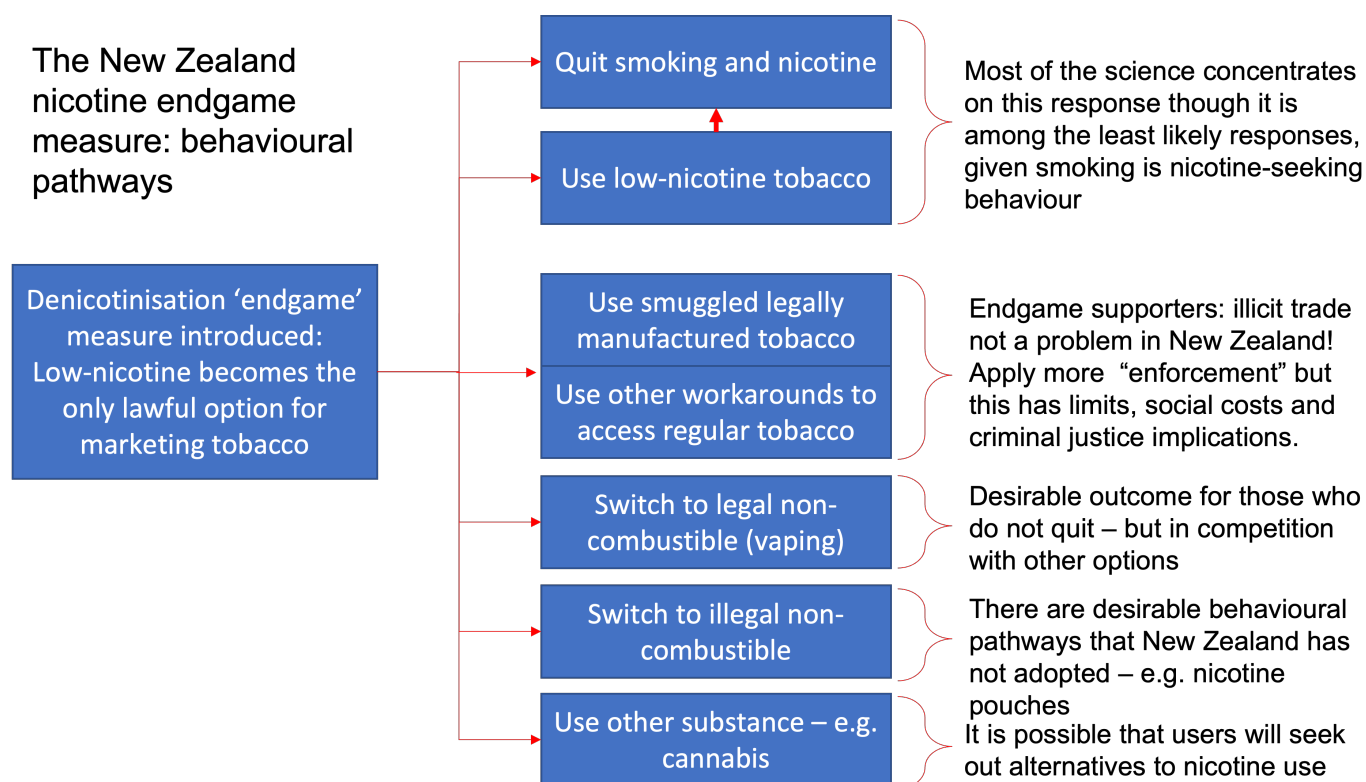 The New Zealand
nicotine endgame
measure: behavioural
pathways
Denicotinisation ‘endgame’
measure introduced:
Low-nicotine becomes the
only lawful option for
marketing tobacco
Quit smoking and nicotine
Use low-nicotine tobacco
Most of the science concentrates
on this response though it is
among the least likely responses,
given smoking is nicotine-seeking
behaviour
Use smuggled legally
manufactured tobacco
Use other workarounds to
access regular tobacco
Endgame supporters: illicit trade
not a problem in New Zealand!
Apply more “enforcement” but
this has limits, social costs and
criminal justice implications.
Switch to legal non-
combustible (vaping)
Desirable outcome for those who
do not quit – but in competition
with other options
Switch to illegal non-
combustible
There are desirable behavioural
pathways that New Zealand has
not adopted – e.g. nicotine
pouches
Use other substance – e.g.
cannabis
It is possible that users will seek
out alternatives to nicotine use